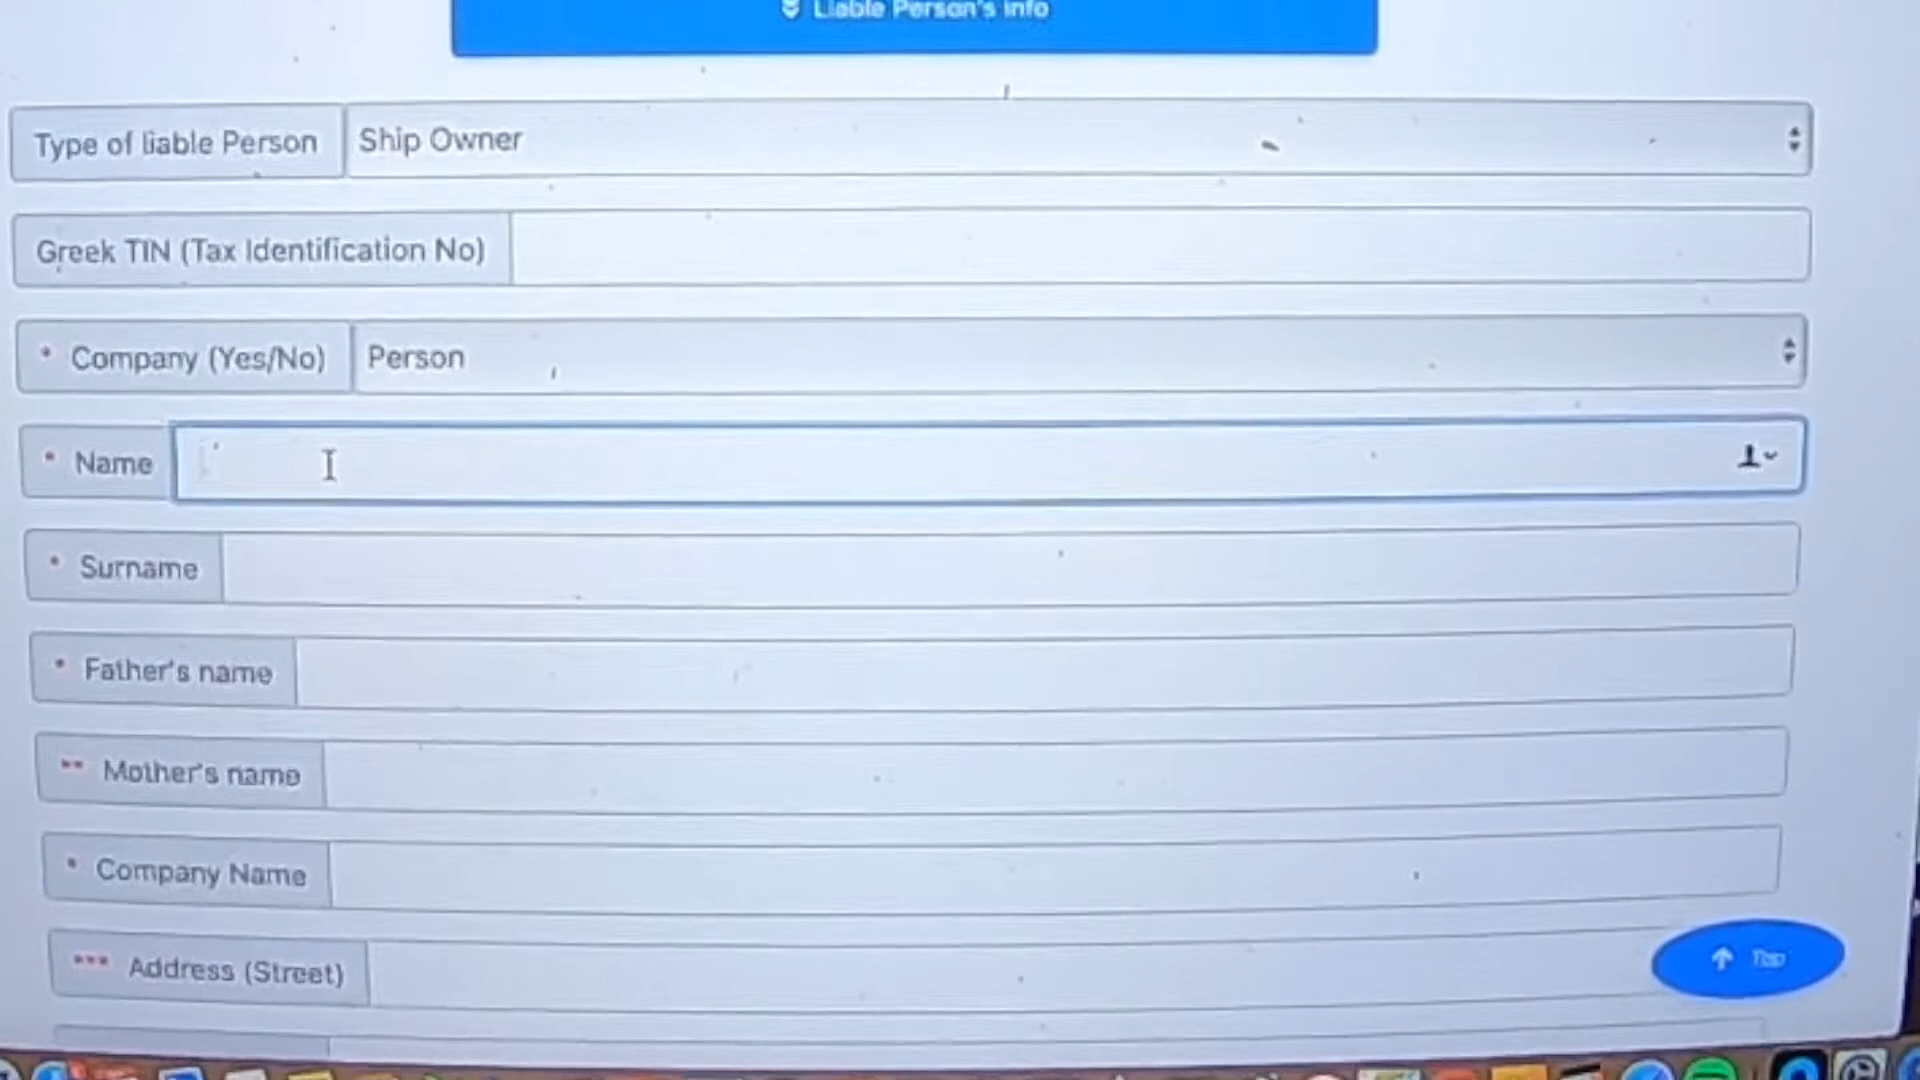 Liable Person's Info
Type of liable Person Ship Owner
Greek TIN (Tax Identification No)
* Company (Yes/No) Person
* Name
* Surname
* Father's name
** Mother's name
* Company Name
*** Address (Street)
Top